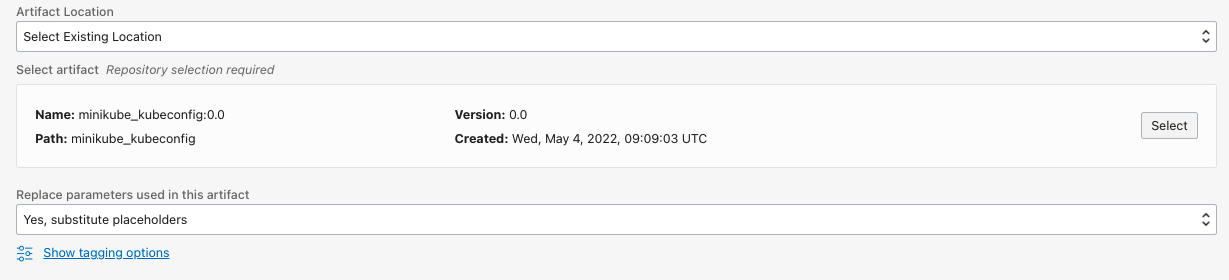 Artifact Location
Select Existing Location
Select artifact Repository selection required
Name: minikube_kubeconfig:0.0
Version: 0.0
Path: minikube_kubeconfig
Created: Wed, May 4, 2022, 09:09:03 UTC
Select
Replace parameters used in this artifact
Yes, substitute placeholders
Show tagging options